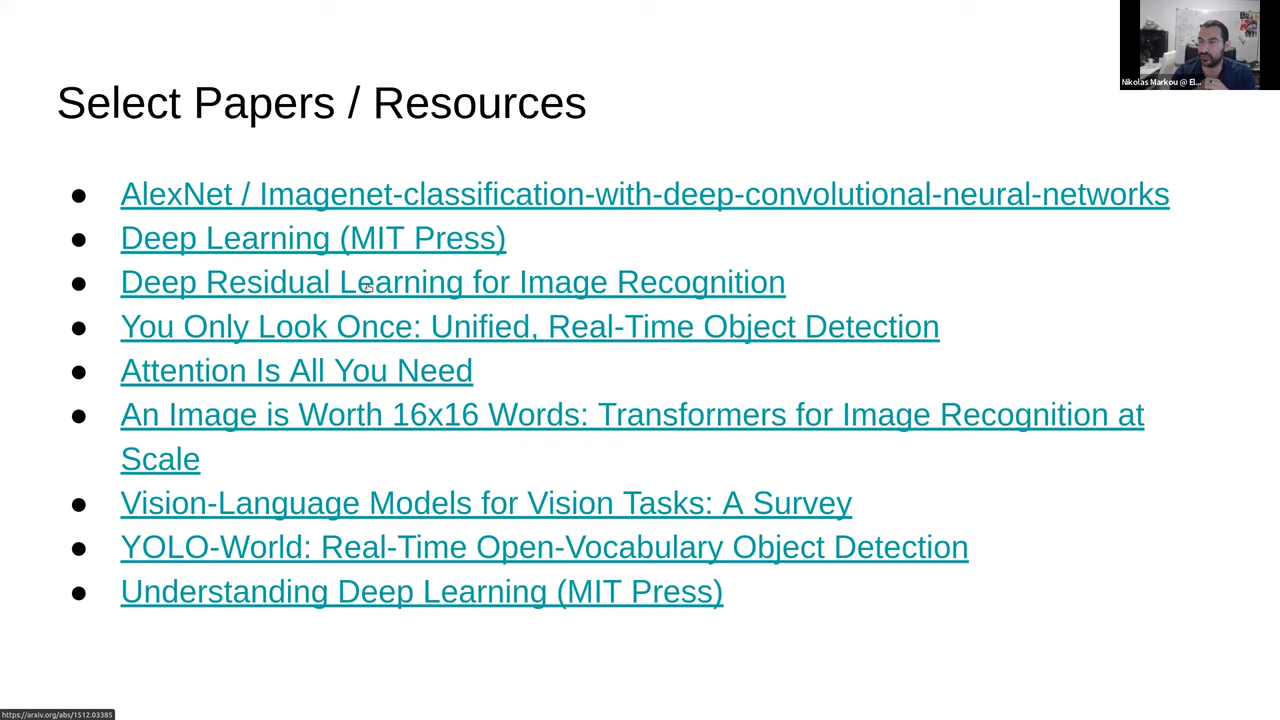 Nikolas Markou @ El...
Select Papers / Resources
● AlexNet / Imagenet-classification-with-deep-convolutional-neural-networks
● Deep Learning (MIT Press)
● Deep Residual Learning for Image Recognition
● You Only Look Once: Unified, Real-Time Object Detection
● Attention Is All You Need
● An Image is Worth 16x16 Words: Transformers for Image Recognition at
Scale
● Vision-Language Models for Vision Tasks: A Survey
● YOLO-World: Real-Time Open-Vocabulary Object Detection
● Understanding Deep Learning (MIT Press)
https://arxiv.org/abs/1512.03385